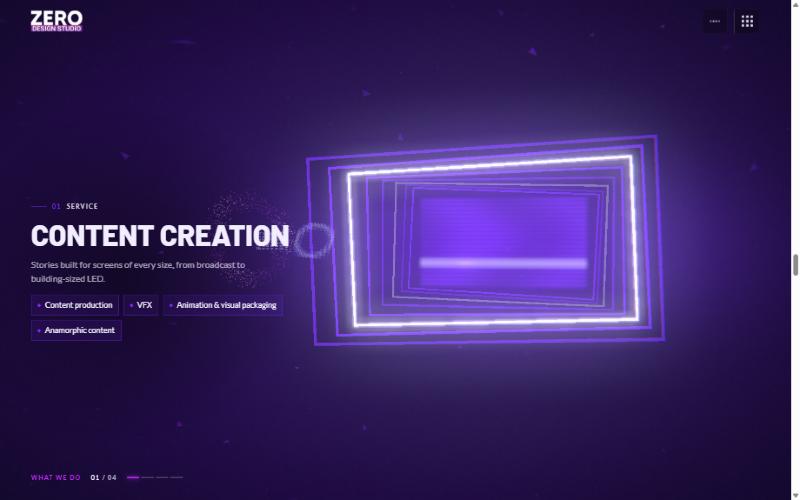 ZERO
DESIGN STUDIO
01 SERVICE
CONTENT CREATION
Stories built for screens of every size, from broadcast to
building-sized LED.
Content production
VFX
Animation & visual packaging
Anamorphic content
WHAT WE DO 01 / 04